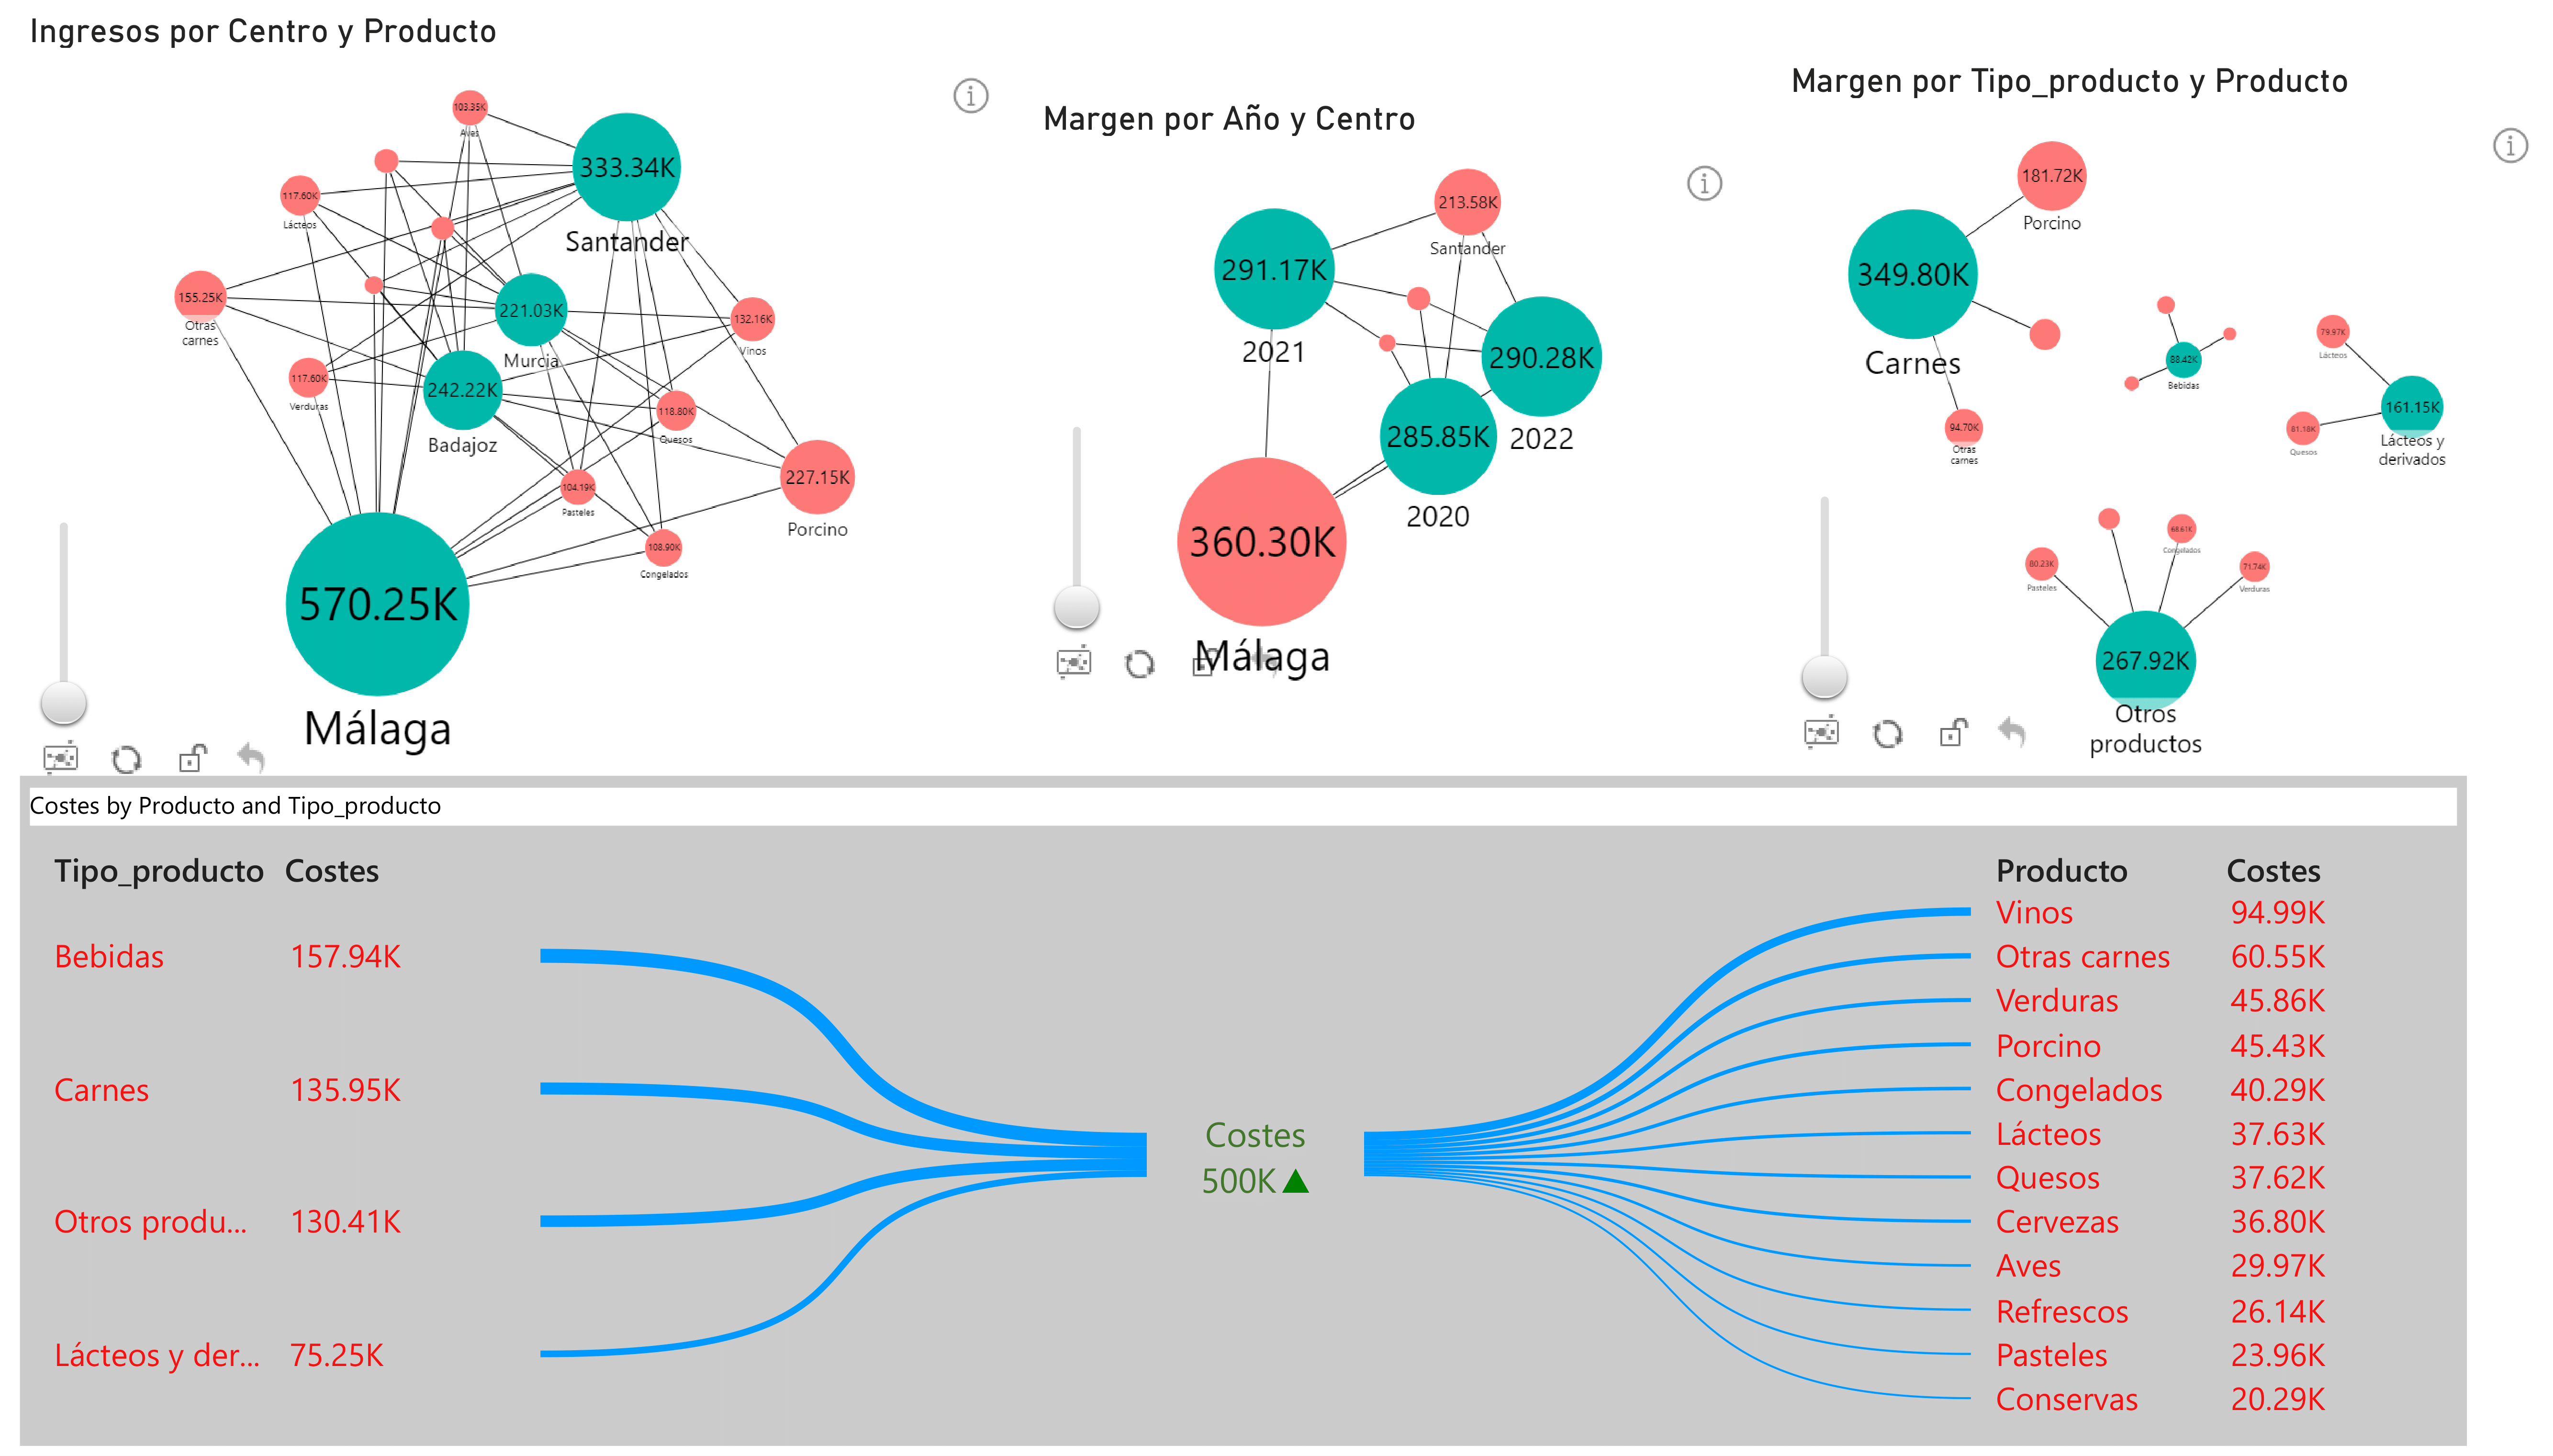 Ingresos por Centro y Producto
103.35K
Aves
333.34K
Santander
117.60K
Lácteos
155.25K
Otras
carnes
221.03K
Murcia
132.16K
Vinos
117.60K
Verduras
242.22K
Badajoz
118.80K
Quesos
227.15K
Porcino
104.19K
Pasteles
108.90K
Congelados
570.25K
Málaga
Margen por Año y Centro
213.58K
Santander
291.17K
2021
290.28K
2022
285.85K
2020
360.30K
Málaga
Margen por Tipo_producto y Producto
181.72K
Porcino
349.80K
Carnes
94.70K
Otras
carnes
88.42K
Bebidas
79.97K
Lácteos
161.15K
Lácteos y
derivados
81.18K
Quesos
80.23K
Pasteles
68.61K
Congelados
71.74K
Verduras
267.92K
Otros
productos
Costes by Producto and Tipo_producto
Tipo_producto Costes
Bebidas 157.94K
Carnes 135.95K
Otros produ... 130.41K
Lácteos y der... 75.25K
Costes
500K
Producto Costes
Vinos 94.99K
Otras carnes 60.55K
Verduras 45.86K
Porcino 45.43K
Congelados 40.29K
Lácteos 37.63K
Quesos 37.62K
Cervezas 36.80K
Aves 29.97K
Refrescos 26.14K
Pasteles 23.96K
Conservas 20.29K